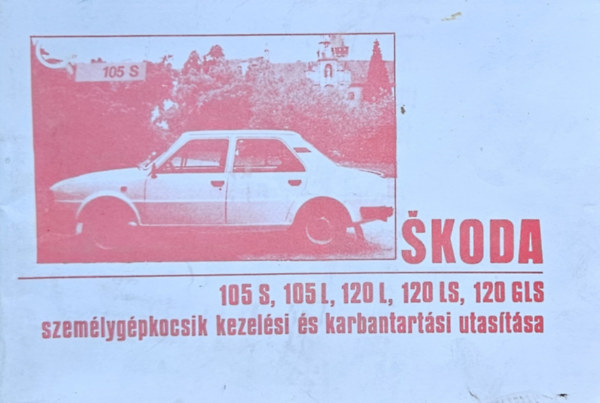 105 S
ŠKODA
105 S, 105 L, 120 L, 120 LS, 120 GLS
személygépkocsik kezelési és karbantartási utasítása